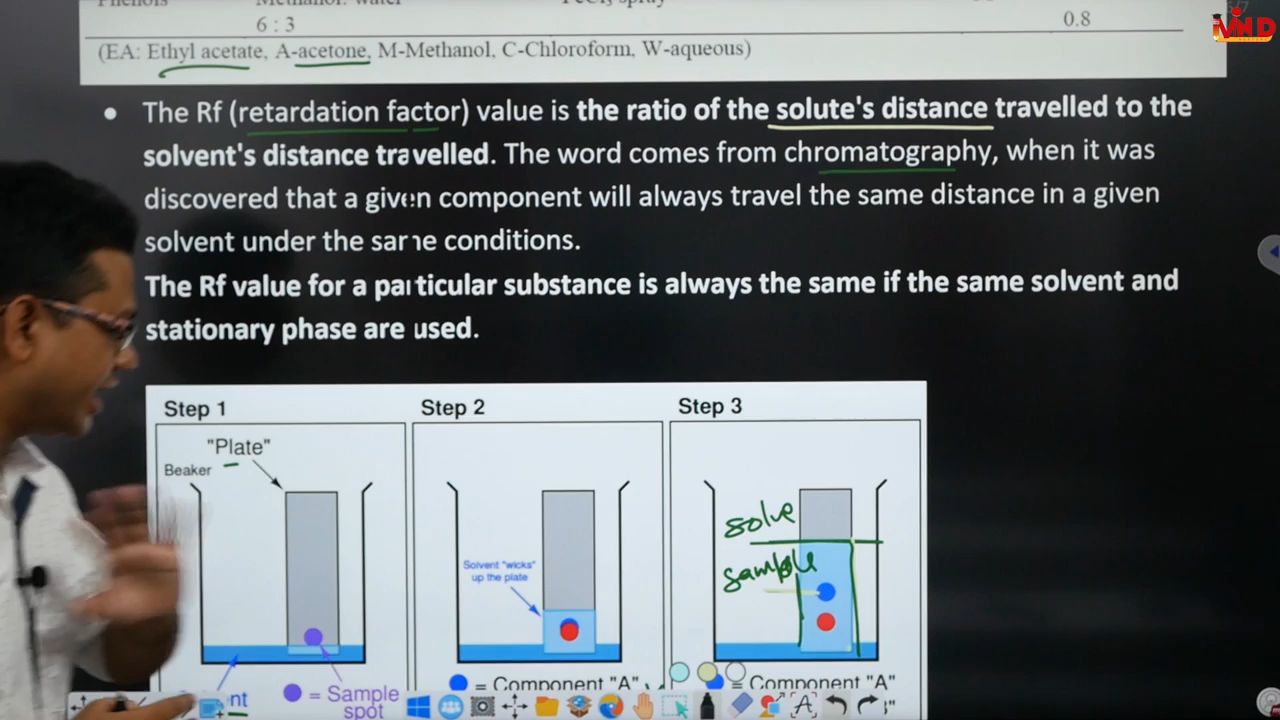 6 : 3
0.8
(EA: Ethyl acetate, A-acetone, M-Methanol, C-Chloroform, W-aqueous)
• The Rf (retardation factor) value is the ratio of the solute's distance travelled to the
solvent's distance travelled. The word comes from chromatography, when it was
discovered that a given component will always travel the same distance in a given
solvent under the same conditions.
The Rf value for a particular substance is always the same if the same solvent and
stationary phase are used.
Step 1
Step 2
Step 3
"Plate"
Beaker
Solvent "wicks"
up the plate
solve
sample
= Sample
spot
= Component "A"
= Component "A"